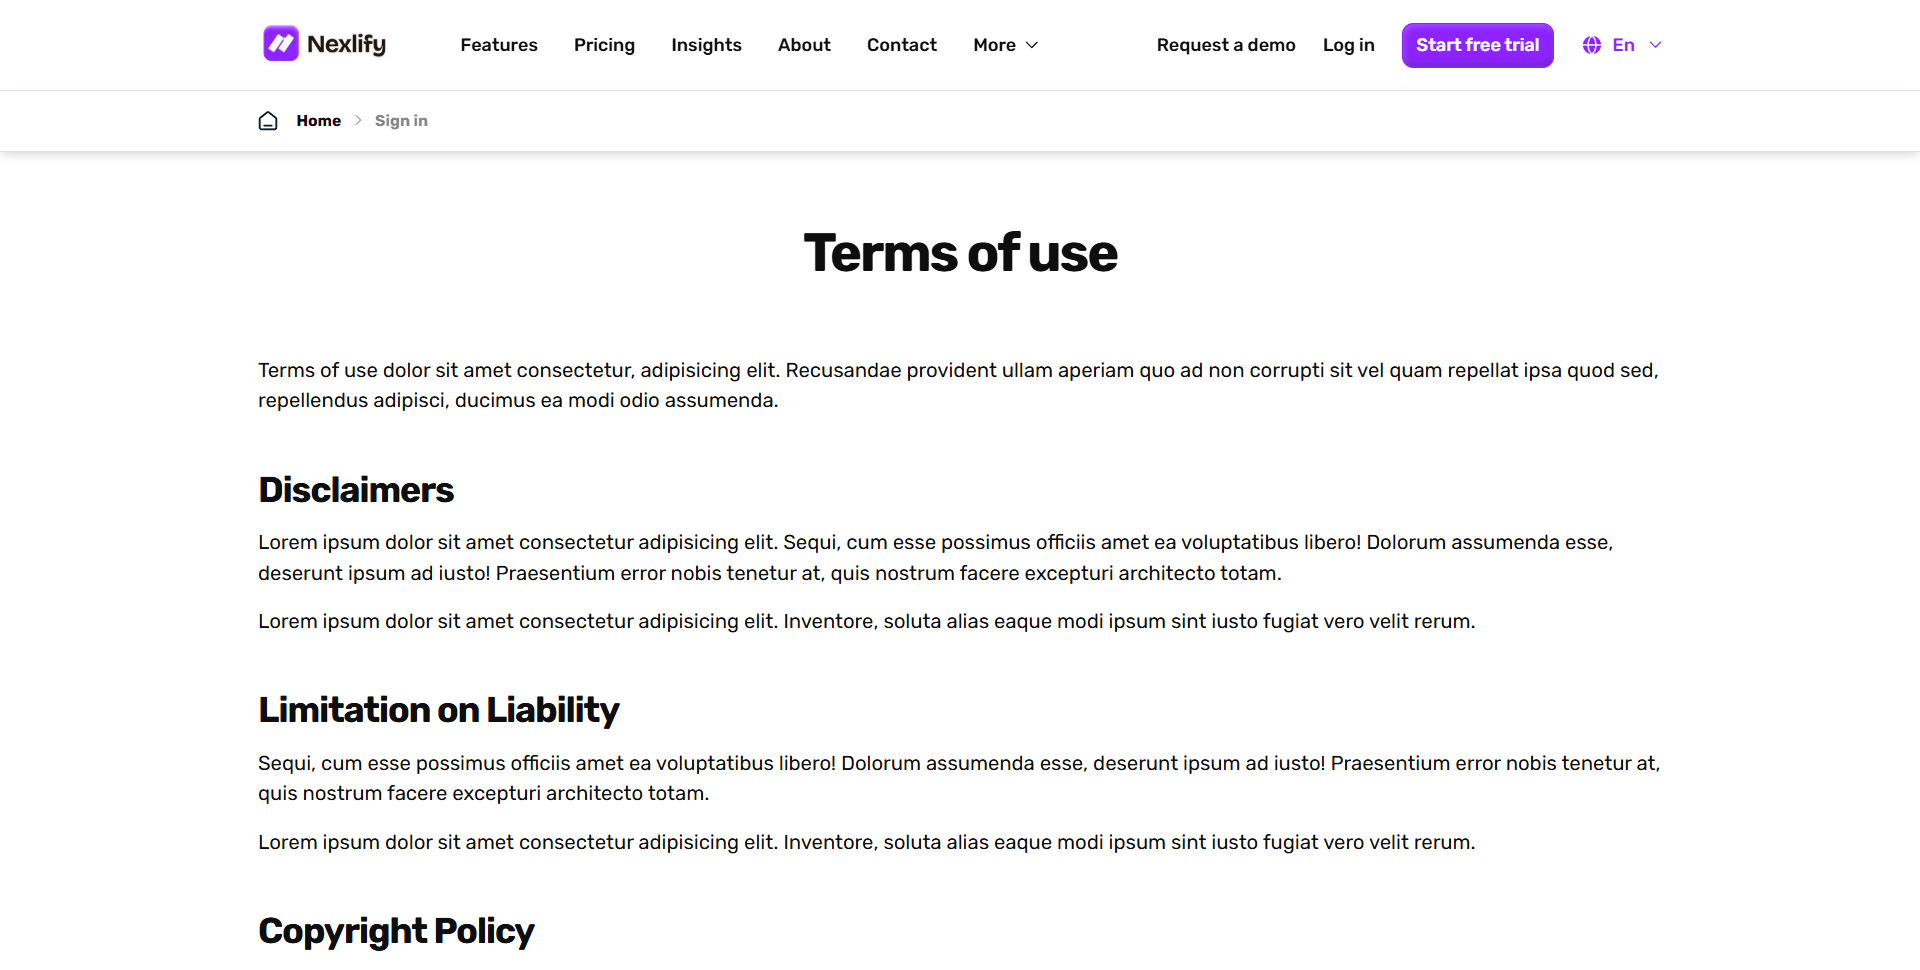 Nexlify Features Pricing Insights About Contact More Request a demo Log in Start free trial En
Home Sign in
Terms of use
Terms of use dolor sit amet consectetur, adipisicing elit. Recusandae provident ullam aperiam quo ad non corrupti sit vel quam repellat ipsa quod sed,
repellendus adipisci, ducimus ea modi odio assumenda.
Disclaimers
Lorem ipsum dolor sit amet consectetur adipisicing elit. Sequi, cum esse possimus officiis amet ea voluptatibus libero! Dolorum assumenda esse,
deserunt ipsum ad iusto! Praesentium error nobis tenetur at, quis nostrum facere excepturi architecto totam.
Lorem ipsum dolor sit amet consectetur adipisicing elit. Inventore, soluta alias eaque modi ipsum sint iusto fugiat vero velit rerum.
Limitation on Liability
Sequi, cum esse possimus officiis amet ea voluptatibus libero! Dolorum assumenda esse, deserunt ipsum ad iusto! Praesentium error nobis tenetur at,
quis nostrum facere excepturi architecto totam.
Lorem ipsum dolor sit amet consectetur adipisicing elit. Inventore, soluta alias eaque modi ipsum sint iusto fugiat vero velit rerum.
Copyright Policy